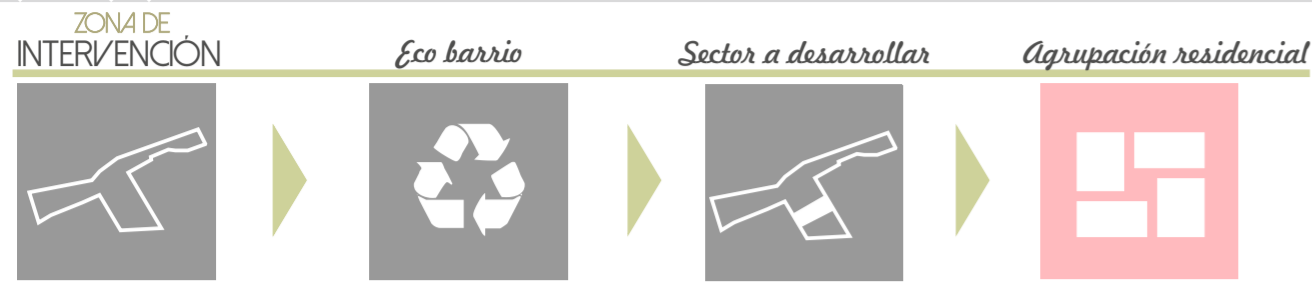 ZONA DE
INTERVENCIÓN
Eco barrio
Sector a desarrollar
Agrupación residencial